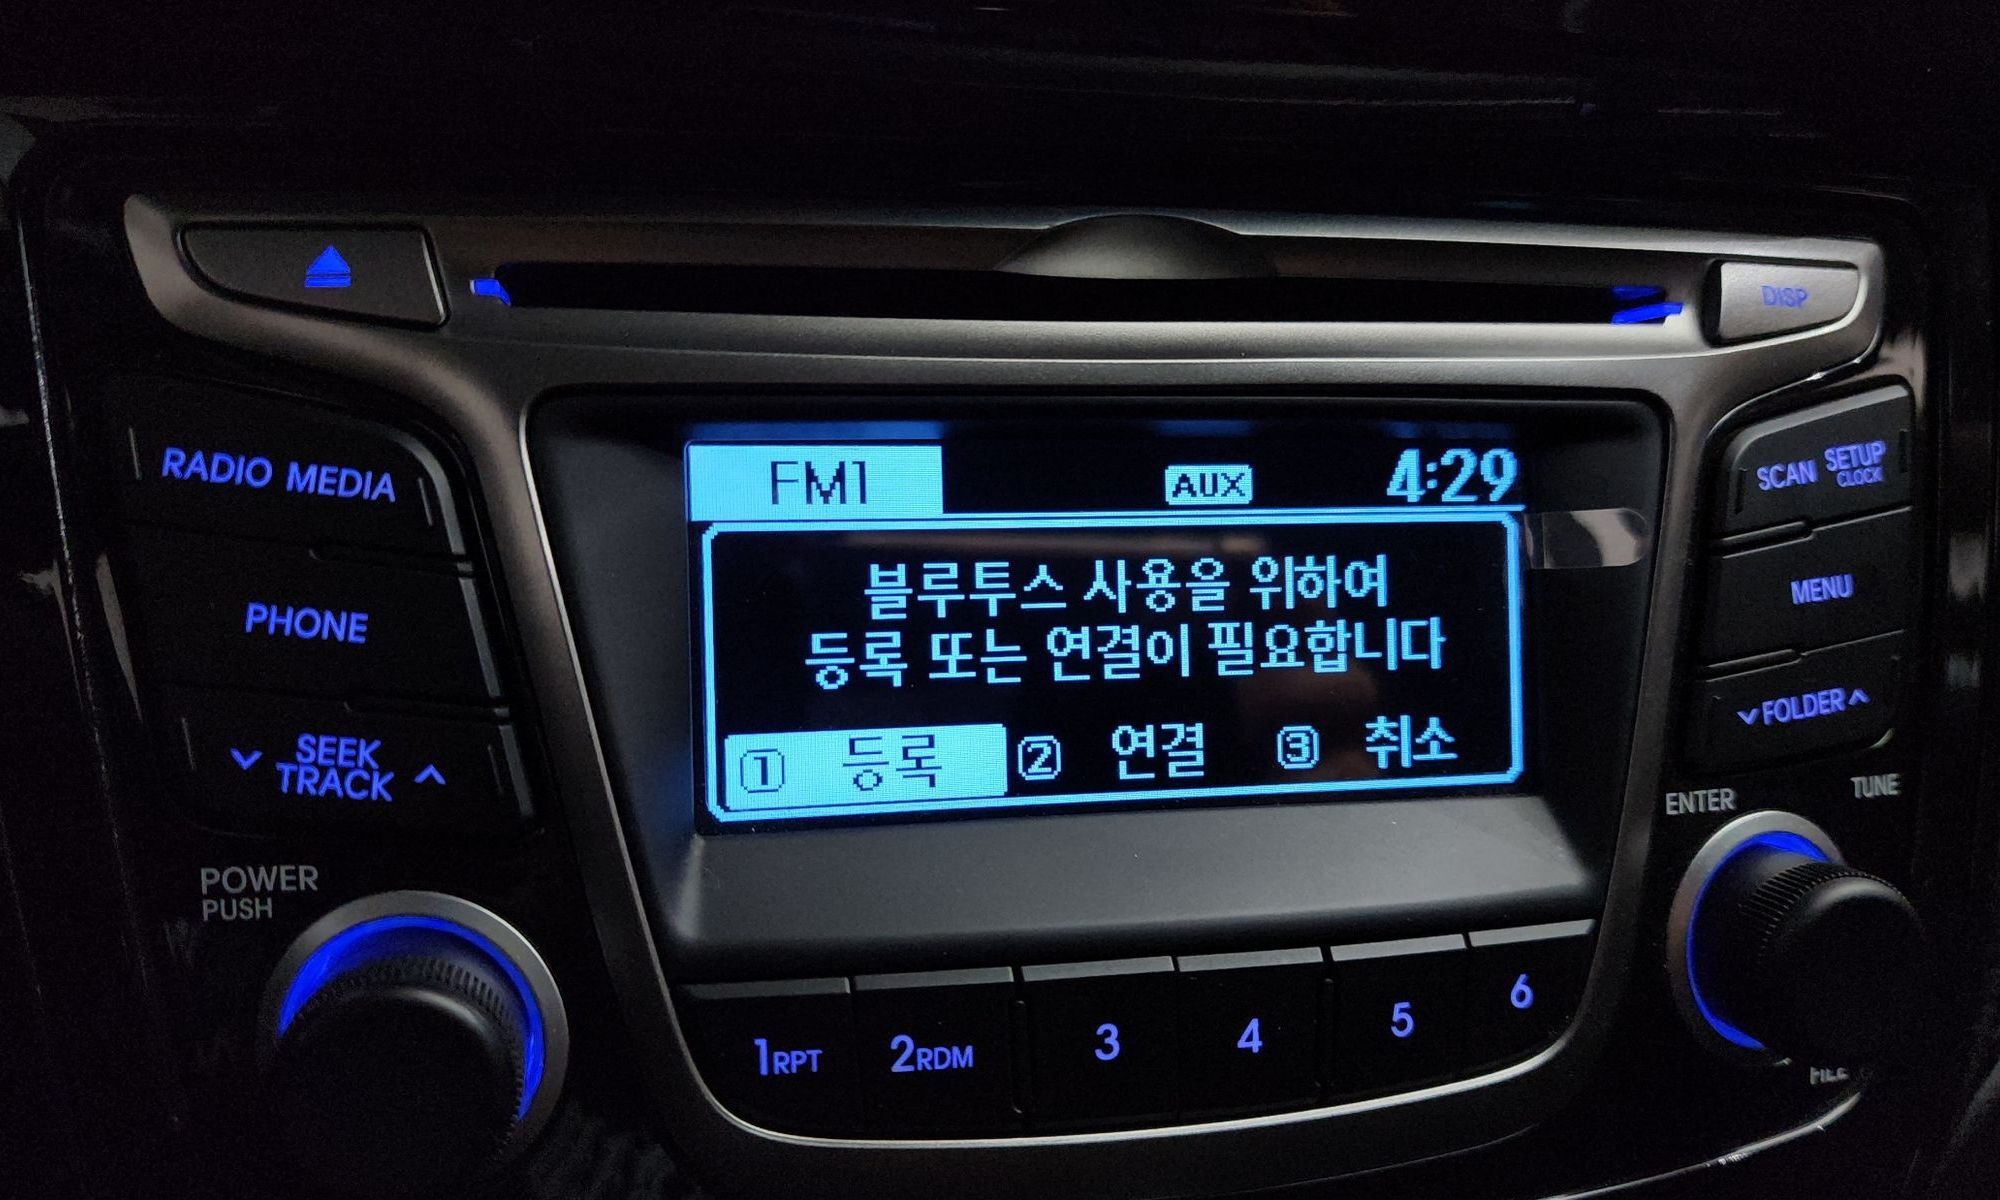 DISP
RADIO MEDIA
SCAN SETUP
CLOCK
FM1 AUX 4:29
블루투스 사용을 위하여
등록 또는 연결이 필요합니다
① 등록 ② 연결 ③ 취소
PHONE
MENU
SEEK
TRACK
FOLDER
ENTER TUNE
POWER
PUSH
1RPT 2RDM 3 4 5 6